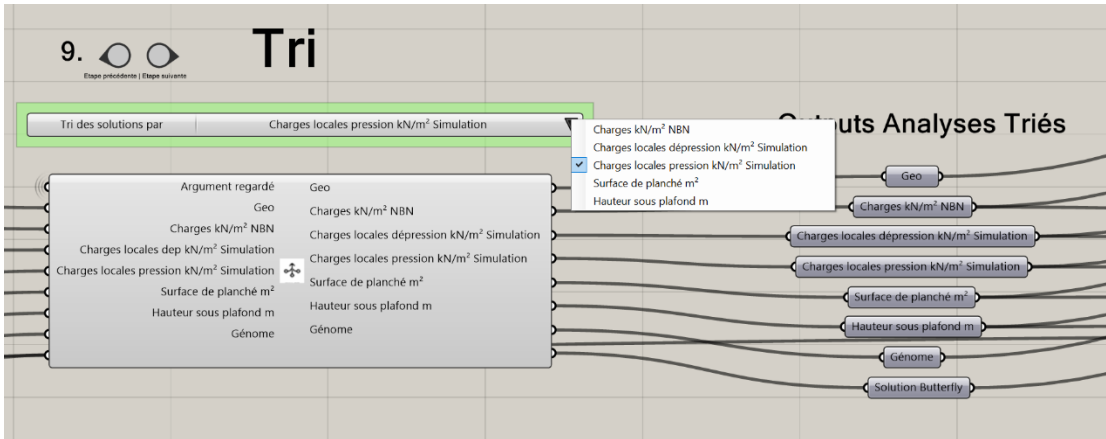 9.
Etape précédente | Etape suivante
Tri
Tri des solutions par
Charges locales pression kN/m² Simulation
Charges kN/m² NBN
Charges locales dépression kN/m² Simulation
Charges locales pression kN/m² Simulation
Surface de planché m²
Hauteur sous plafond m
uts Analyses Triés
Argument regardé
Geo
Charges kN/m² NBN
Charges locales dep kN/m² Simulation
Charges locales pression kN/m² Simulation
Surface de planché m²
Hauteur sous plafond m
Génome
Geo
Charges kN/m² NBN
Charges locales dépression kN/m² Simulation
Charges locales pression kN/m² Simulation
Surface de planché m²
Hauteur sous plafond m
Génome
Geo
Charges kN/m² NBN
Charges locales dépression kN/m² Simulation
Charges locales pression kN/m² Simulation
Surface de planché m²
Hauteur sous plafond m
Génome
Solution Butterfly